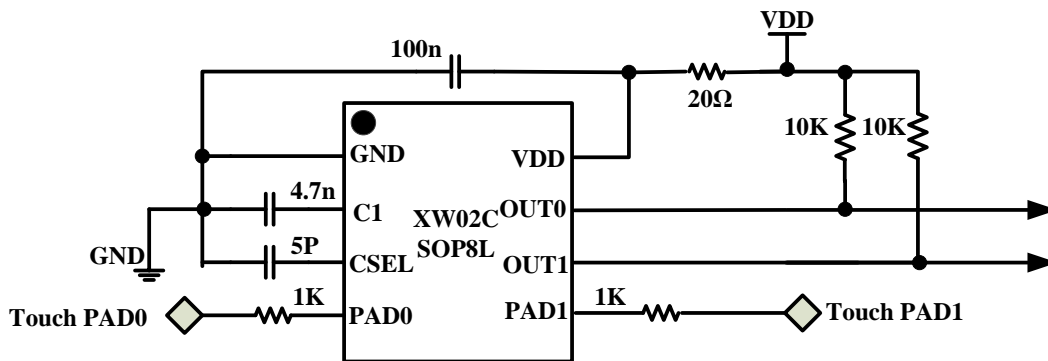 VDD
100n
20Ω
10K
10K
GND
VDD
4.7n
C1
XW02C
SOP8L
OUT0
GND
5P
CSEL
OUT1
Touch PAD0
1K
PAD0
PAD1
1K
Touch PAD1